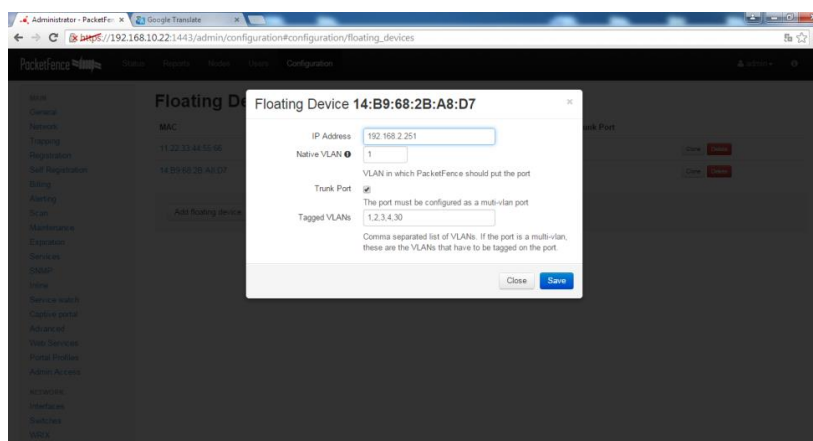 Administrator - PacketFe
Google Translate
https://192.168.10.22:1443/admin/configuration#configuration/floating_devices
PacketFence
Status Reports Nodes Users Configuration admin
Floating De
Floating Device 14:B9:68:2B:A8:D7
MAC
unk Port
11:22:33:44:55:66
14:B9:68:2B:A8:D7
Clone Delete
Clone Delete
Add floating device
IP Address 192.168.2.251
Native VLAN 1
VLAN in which PacketFence should put the port
Trunk Port
The port must be configured as a muti-vlan port
Tagged VLANs 1,2,3,4,30
Comma separated list of VLANs. If the port is a multi-vlan,
these are the VLANs that have to be tagged on the port.
Close Save
MAIN
General
Network
Trapping
Registration
Self Registration
Billing
Alerting
Scan
Maintenance
Expiration
Services
SNMP
Inline
Captive portal
Advanced
Web Services
Portal Profiles
Admin Access
NETWORK
Interfaces
Switches